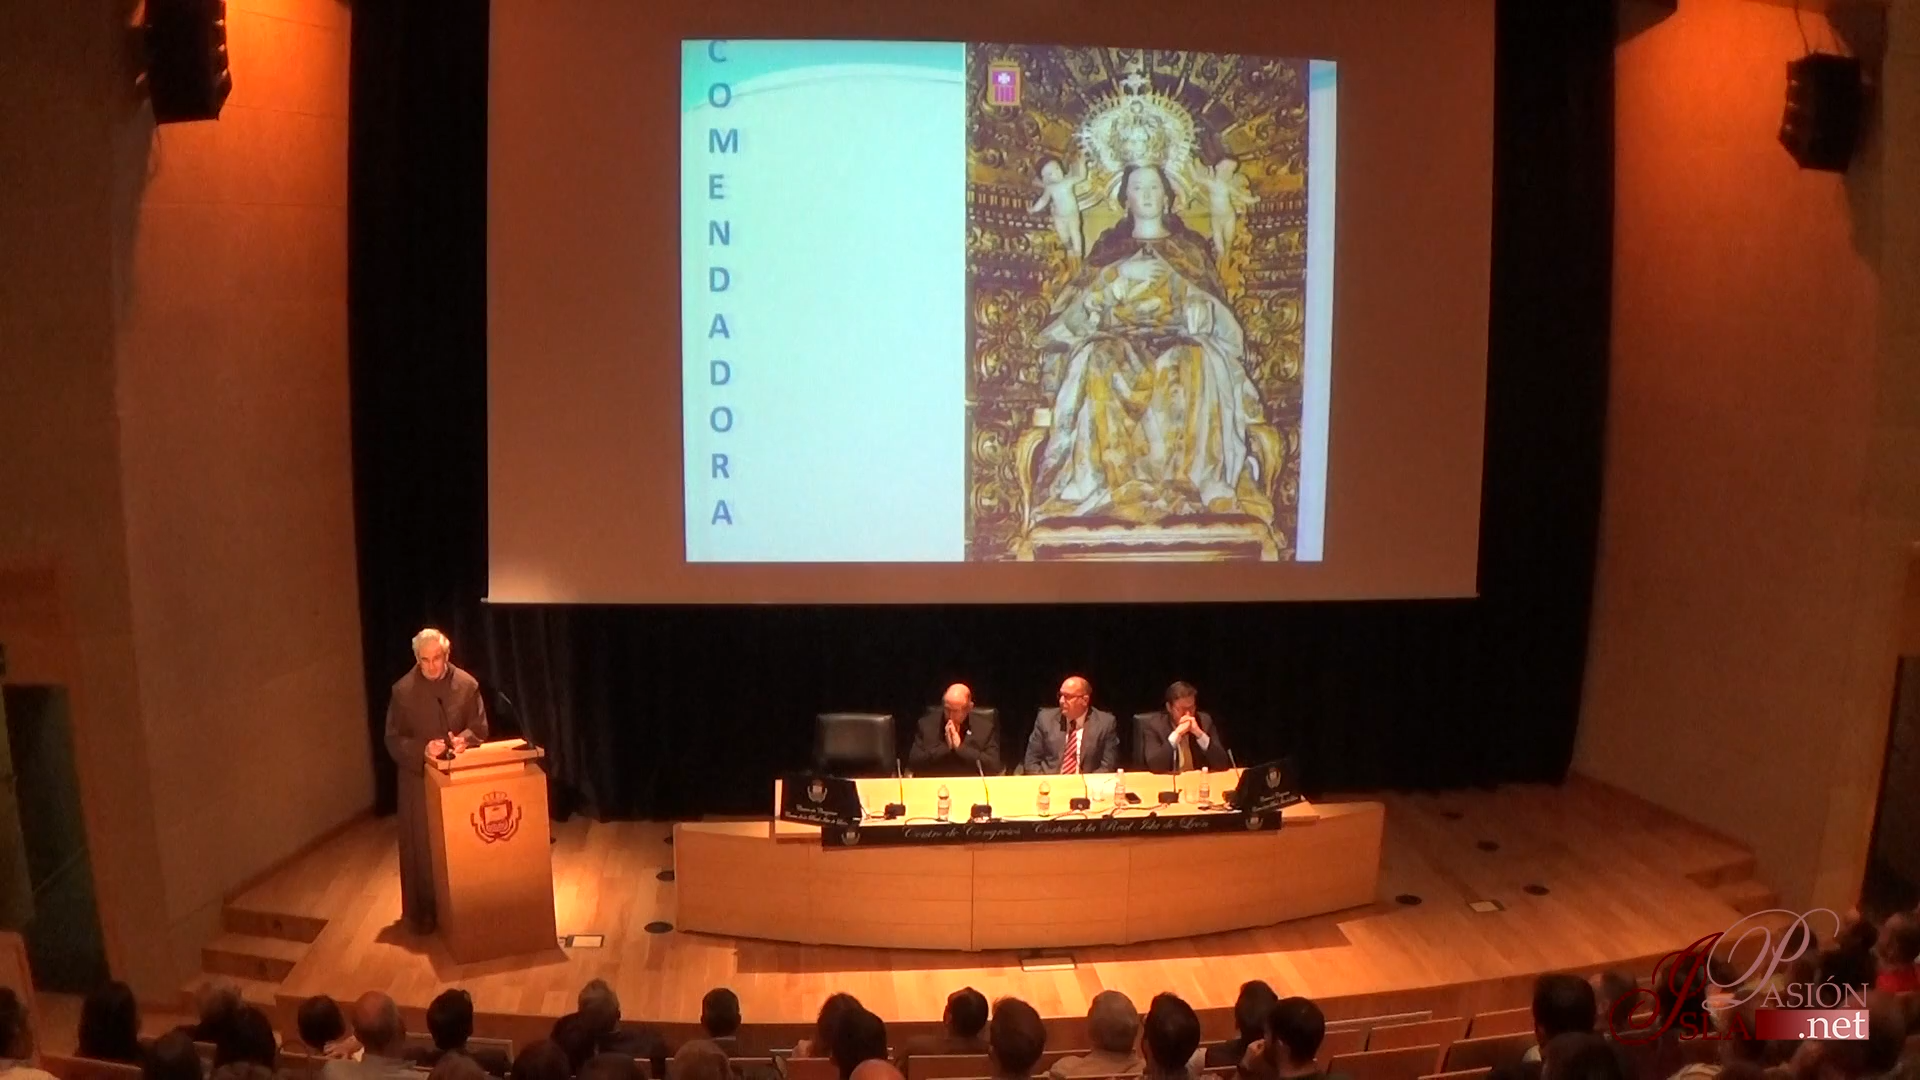 COMENDADORA
Centro de Congresos Cortes de la Real Isla de León
PASIÓN
ISLA
.net